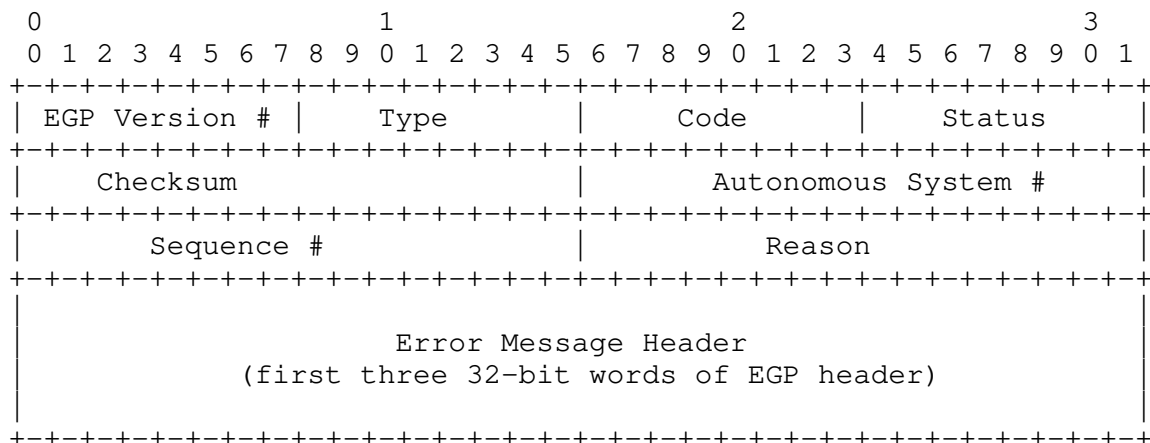 0                   1                   2                   3
 0 1 2 3 4 5 6 7 8 9 0 1 2 3 4 5 6 7 8 9 0 1 2 3 4 5 6 7 8 9 0 1
+-+-+-+-+-+-+-+-+-+-+-+-+-+-+-+-+-+-+-+-+-+-+-+-+-+-+-+-+-+-+-+-+
| EGP Version # |    Type       |     Code      |    Status     |
+-+-+-+-+-+-+-+-+-+-+-+-+-+-+-+-+-+-+-+-+-+-+-+-+-+-+-+-+-+-+-+-+
|    Checksum                   |       Autonomous System #     |
+-+-+-+-+-+-+-+-+-+-+-+-+-+-+-+-+-+-+-+-+-+-+-+-+-+-+-+-+-+-+-+-+
|       Sequence #              |          Reason               |
+-+-+-+-+-+-+-+-+-+-+-+-+-+-+-+-+-+-+-+-+-+-+-+-+-+-+-+-+-+-+-+-+
|                                                               |
|                     Error Message Header                      |
|            (first three 32-bit words of EGP header)           |
|                                                               |
+-+-+-+-+-+-+-+-+-+-+-+-+-+-+-+-+-+-+-+-+-+-+-+-+-+-+-+-+-+-+-+-+